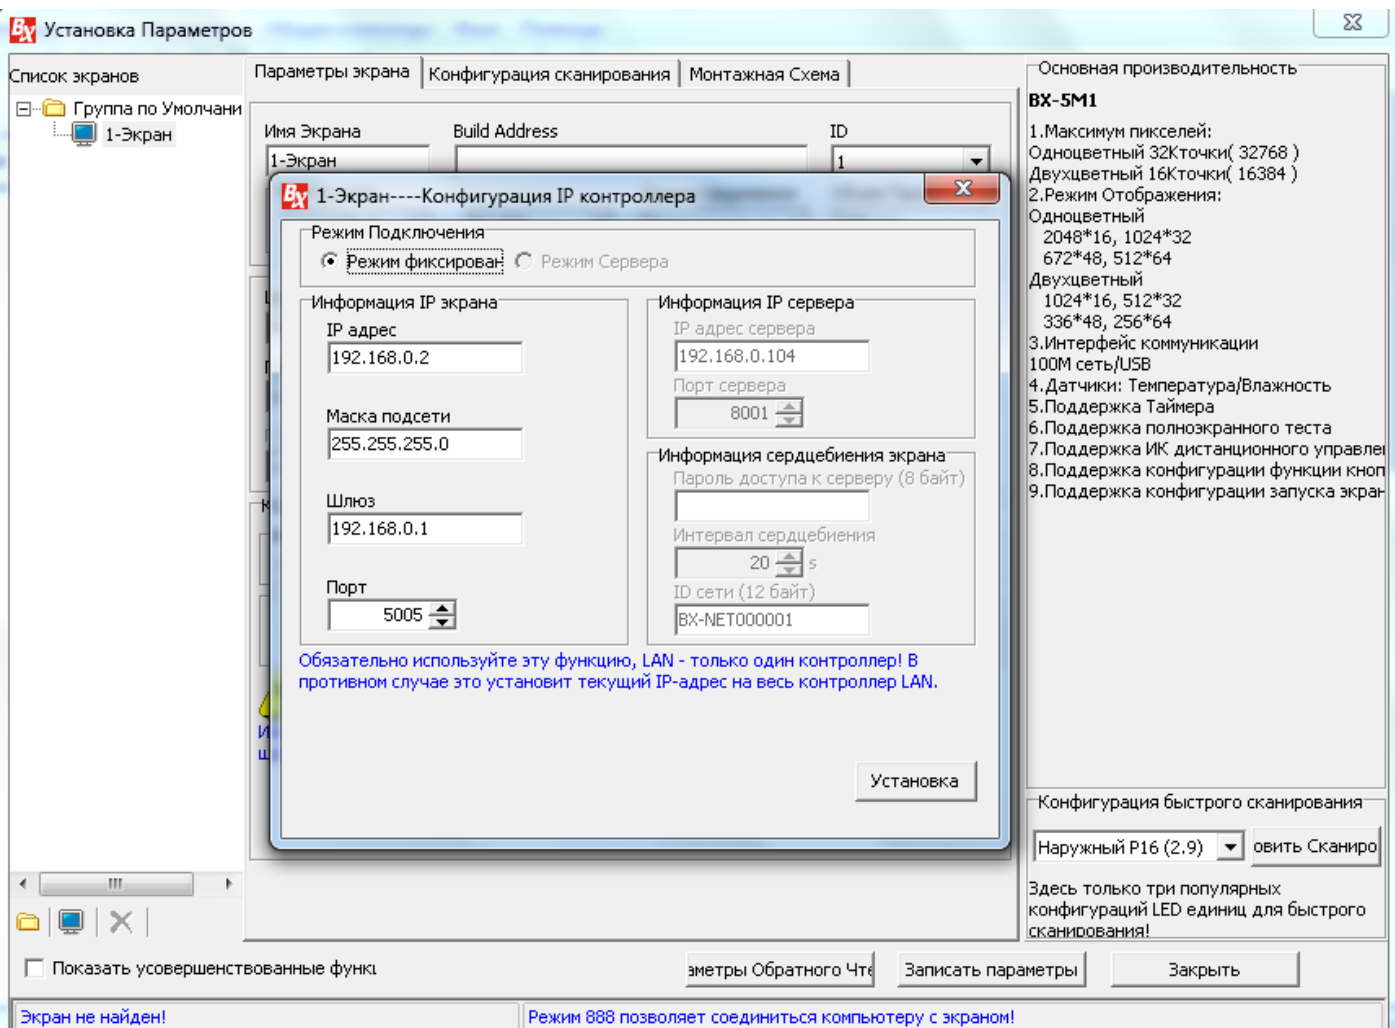 Установка Параметров
Список экранов
Группа по Умолчани
1-Экран
Параметры экрана
Конфигурация сканирования
Монтажная Схема
Имя Экрана
Build Address
ID
1-Экран
1
1-Экран----Конфигурация IP контроллера
Режим Подключения
Режим фиксирован
Режим Сервера
Информация IP экрана
IP адрес
192.168.0.2
Маска подсети
255.255.255.0
Шлюз
192.168.0.1
Порт
5005
Информация IP сервера
IP адрес сервера
192.168.0.104
Порт сервера
8001
Информация сердцебиения экрана
Пароль доступа к серверу (8 байт)
Интервал сердцебиения
20 s
ID сети (12 байт)
BX-NET000001
Обязательно используйте эту функцию, LAN - только один контроллер! В
противном случае это установит текущий IP-адрес на весь контроллер LAN.
Установка
Основная производительность
BX-5M1
1.Максимум пикселей:
Одноцветный 32Кточки( 32768 )
Двухцветный 16Кточки( 16384 )
2.Режим Отображения:
Одноцветный
2048*16, 1024*32
672*48, 512*64
Двухцветный
1024*16, 512*32
336*48, 256*64
3.Интерфейс коммуникации
100M сеть/USB
4.Датчики: Температура/Влажность
5.Поддержка Таймера
6.Поддержка полноэкранного теста
7.Поддержка ИК дистанционного управле
8.Поддержка конфигурации функции кноп
9.Поддержка конфигурации запуска экран
Конфигурация быстрого сканирования
Наружный P16 (2.9)
овить Сканиро
Здесь только три популярных
конфигураций LED единиц для быстрого
сканирования!
Показать усовершенствованные функц
аметры Обратного Чте
Записать параметры
Закрыть
Экран не найден!
Режим 888 позволяет соединиться компьютеру с экраном!